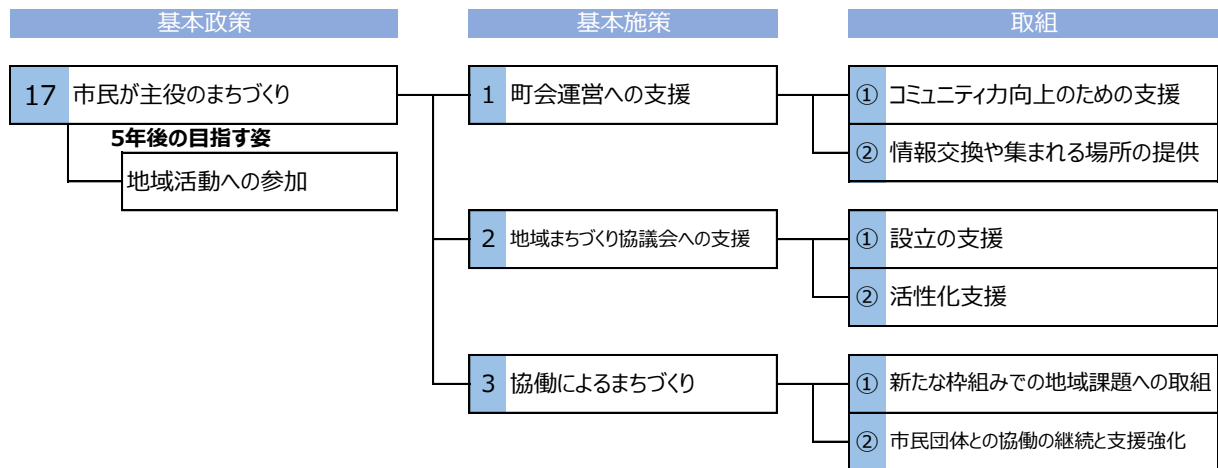 基本政策
基本施策
取組
17 市民が主役のまちづくり
5年後の目指す姿
地域活動への参加
1 町会運営への支援
① コミュニティ力向上のための支援
② 情報交換や集まれる場所の提供
2 地域まちづくり協議会への支援
① 設立の支援
② 活性化支援
3 協働によるまちづくり
① 新たな枠組みでの地域課題への取組
② 市民団体との協働の継続と支援強化